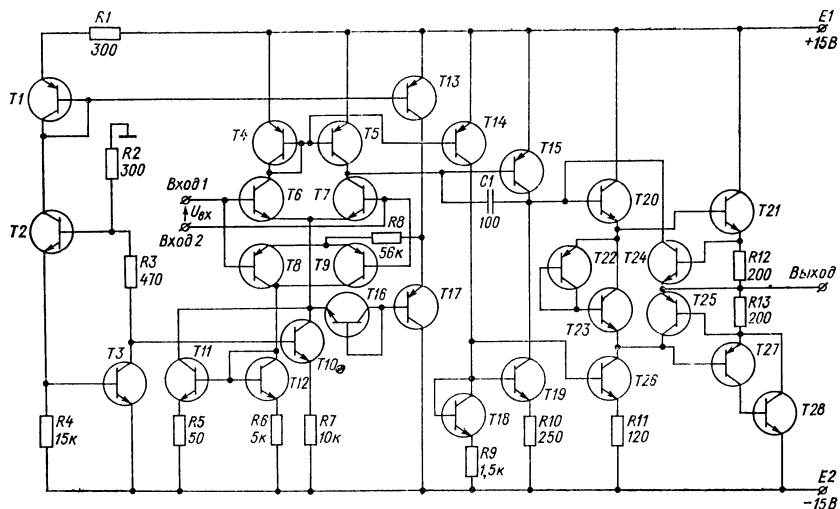 R1
300
E1
+15В
T1
T13
T4
T5
T14
T15
R2
300
Вход 1
Uвх
Вход 2
T6
T7
C1
100
T20
T21
T2
R8
56к
T22
T24
R12
200
Выход
R3
470
T8
T9
T16
T17
T23
T25
R13
200
T3
T11
T10
T12
T19
T26
T27
T18
T28
R4
15к
R5
50
R6
5к
R7
10к
R9
1,5к
R10
250
R11
120
E2
−15В